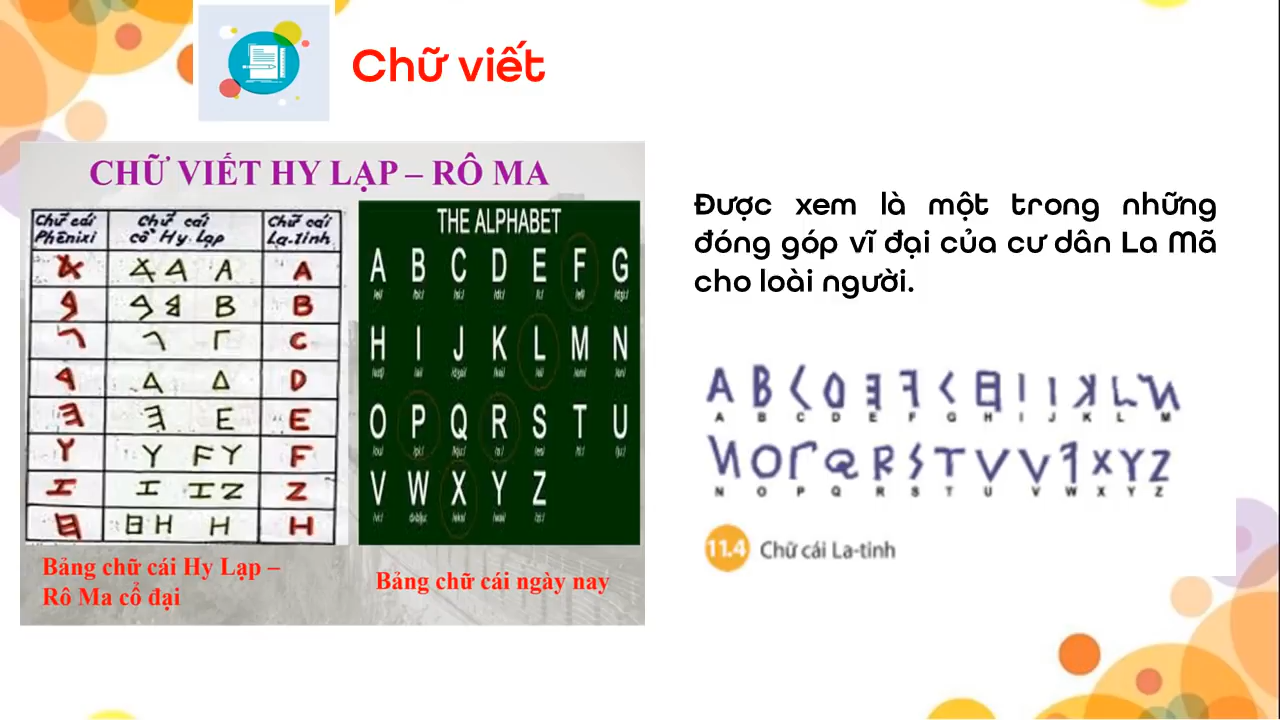 Chữ viết
CHỮ VIẾT HY LẠP – RÔ MA
Chữ cái Phênixi Chữ cái cổ Hy Lạp Chữ cái La-tinh
A A
B B
C
Δ D
E E
Y FY F
I IZ Z
H H H
Bảng chữ cái Hy Lạp –
Rô Ma cổ đại
THE ALPHABET
A B C D E F G
H I J K L M N
O P Q R S T U
V W X Y Z
Bảng chữ cái ngày nay
Được xem là một trong những
đóng góp vĩ đại của cư dân La Mã
cho loài người.
A B C D E F G H I J K L M
N O P Q R S T U V W X Y Z
11.4 Chữ cái La-tinh